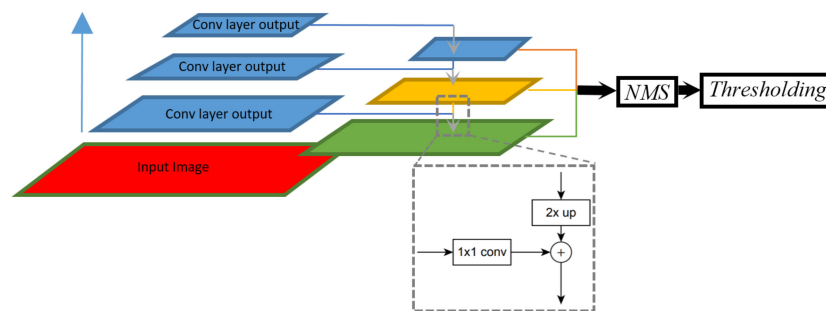 Conv layer output
Conv layer output
Conv layer output
Input Image
NMS
Thresholding
2x up
1x1 conv
+